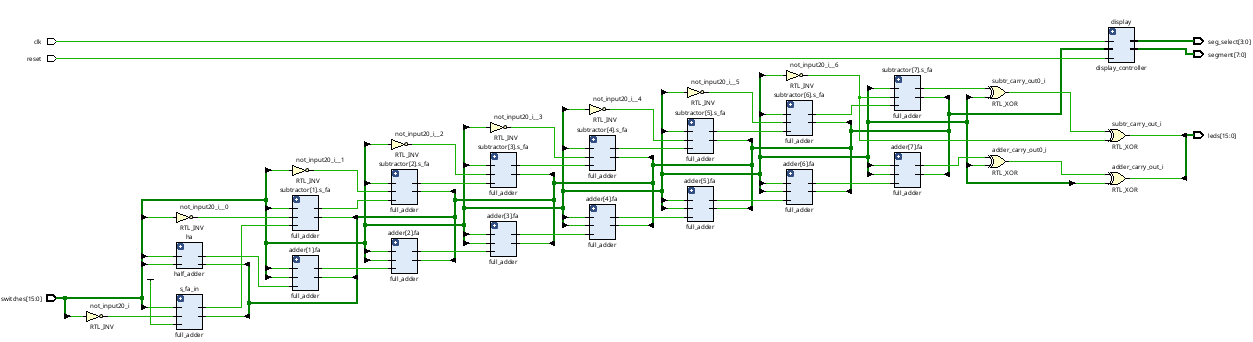 display
clk
seg_select[3:0]
segment[7:0]
reset
display_controller
not_input20_i__6
RTL_INV
subtractor[7].s_fa
full_adder
subtr_carry_out0_i
RTL_XOR
not_input20_i__5
RTL_INV
subtractor[6].s_fa
full_adder
not_input20_i__4
RTL_INV
subtractor[5].s_fa
full_adder
not_input20_i__3
RTL_INV
subtractor[4].s_fa
full_adder
subtr_carry_out_i
RTL_XOR
leds[15:0]
not_input20_i__2
RTL_INV
subtractor[3].s_fa
full_adder
adder[7].fa
full_adder
adder_carry_out0_i
RTL_XOR
adder_carry_out_i
RTL_XOR
not_input20_i__1
RTL_INV
subtractor[2].s_fa
full_adder
adder[6].fa
full_adder
adder[5].fa
full_adder
subtractor[1].s_fa
full_adder
adder[4].fa
full_adder
not_input20_i__0
RTL_INV
adder[3].fa
full_adder
ha
half_adder
adder[2].fa
full_adder
adder[1].fa
full_adder
switches[15:0]
s_fa_in
full_adder
not_input20_i
RTL_INV